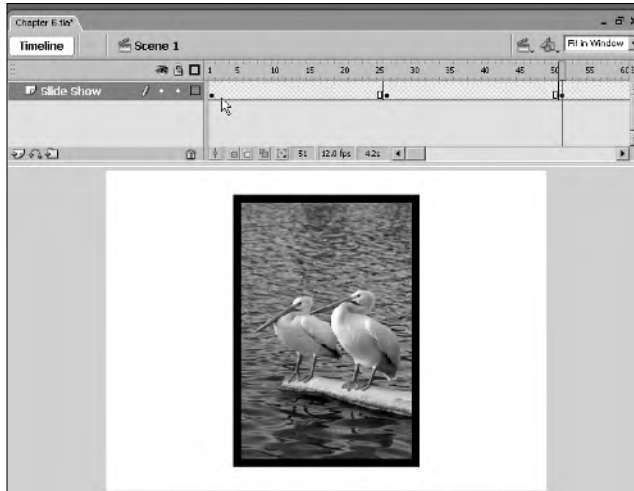 Chapter 6.fla*
Timeline Scene 1 Fit in Window
1 5 10 15 20 25 30 35 40 45 50 55 60
Slide Show
51 12.0 fps 4.2s